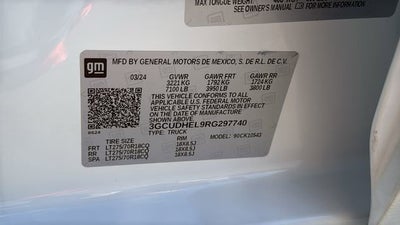 MAX TONGUE WEIGHT
SEE OWNER'S MANUAL FOR MORE INFORMATION
gm
MFD BY GENERAL MOTORS DE MEXICO, S. DE R.L. DE C.V.
03/24 GVWR GAWR FRT GAWR RR
3221 KG 1792 KG 1724 KG
7100 LB 3950 LB 3800 LB
THIS VEHICLE CONFORMS TO ALL
APPLICABLE U.S. FEDERAL MOTOR
VEHICLE SAFETY STANDARDS IN EFFECT
ON THE DATE OF MANUFACTURE SHOWN
ABOVE.
3GCUDHEL9RG297740
TYPE: TRUCK MODEL:
TIRE SIZE RIM
FRT LT275/70R18CQ 18X8.5J
RR LT275/70R18CQ 18X8.5J
SPA LT275/70R18CQ 18X8.5J